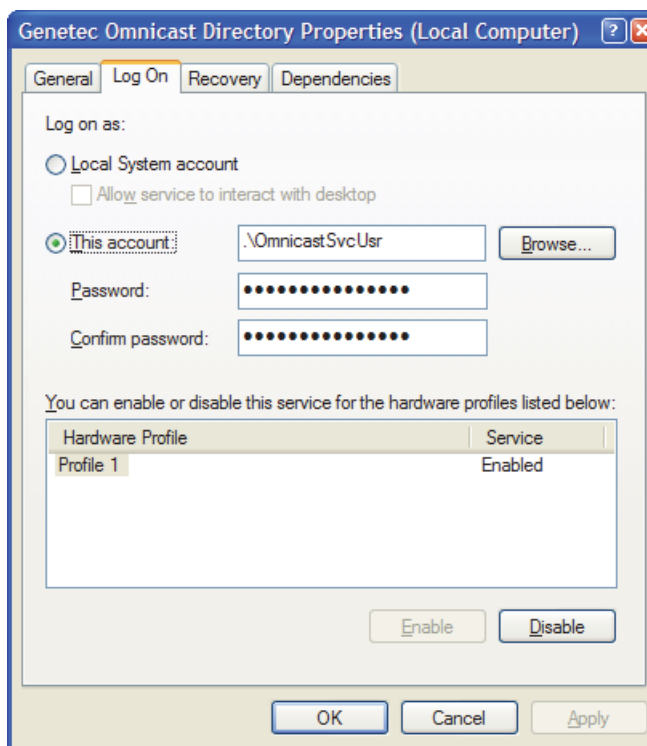 Genetec Omnicast Directory Properties (Local Computer)
General Log On Recovery Dependencies
Log on as:
Local System account
Allow service to interact with desktop
This account: .\OmnicastSvcUsr Browse...
Password: •••••••••••••••
Confirm password: •••••••••••••••
You can enable or disable this service for the hardware profiles listed below:
Hardware Profile Service
Profile 1 Enabled
Enable Disable
OK Cancel Apply